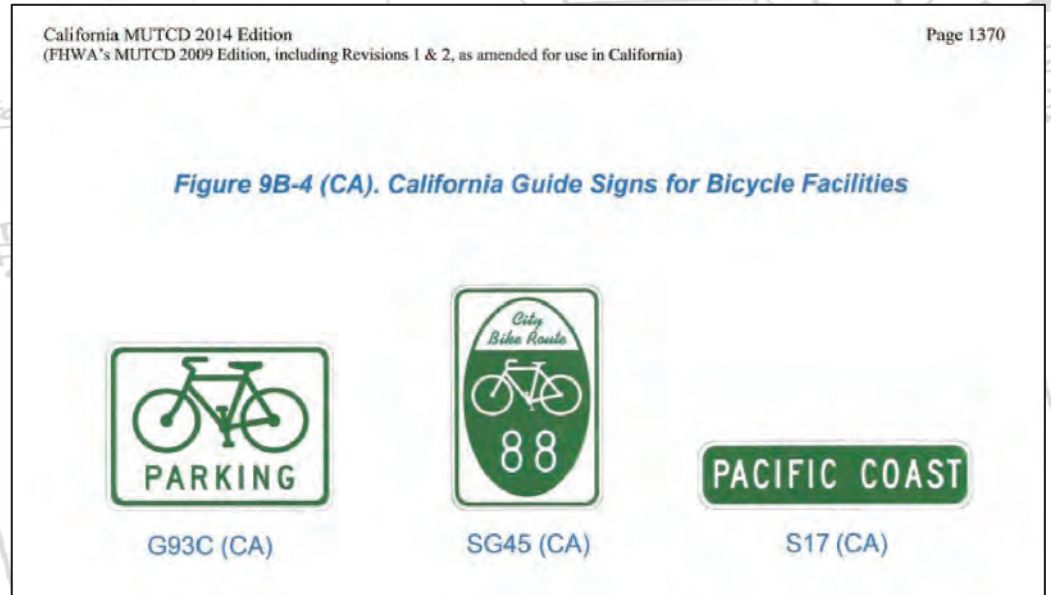 California MUTCD 2014 Edition
Page 1370
(FHWA's MUTCD 2009 Edition, including Revisions 1 & 2, as amended for use in California)
Figure 9B-4 (CA). California Guide Signs for Bicycle Facilities
City
Bike Route
88
PARKING
PACIFIC COAST
G93C (CA)
SG45 (CA)
S17 (CA)